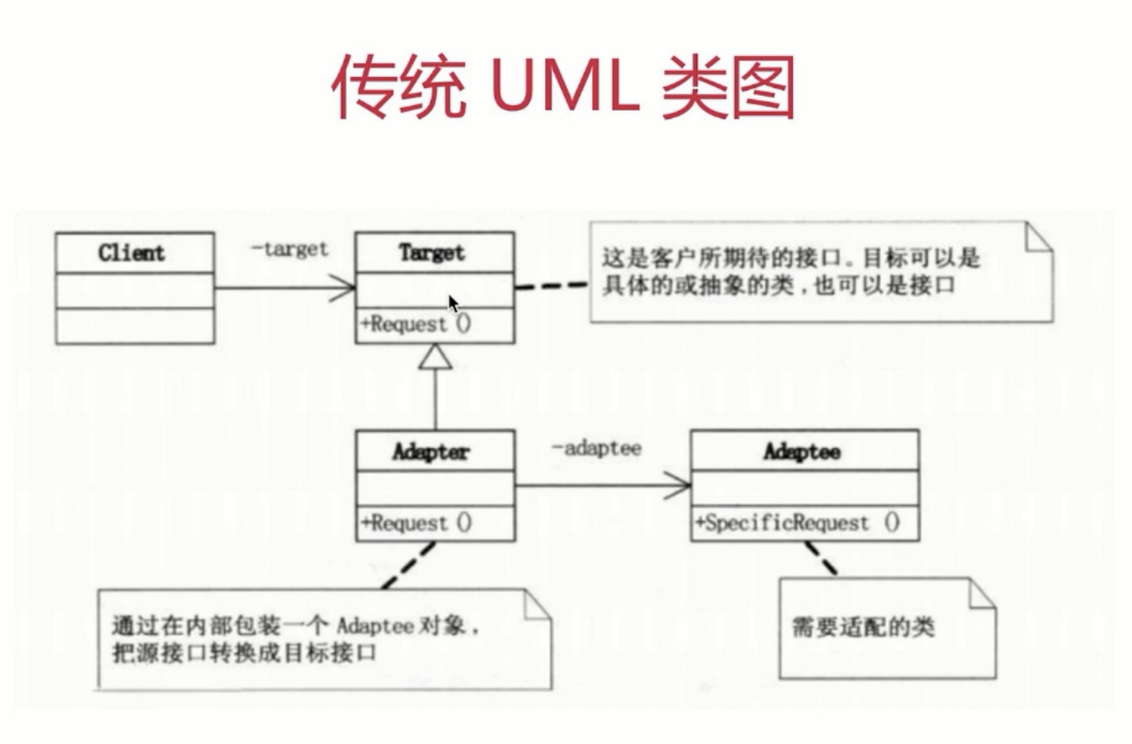 传统 UML 类图
Client
-target
Target
+Request ()
这是客户所期待的接口。目标可以是
具体的或抽象的类,也可以是接口
Adapter
+Request ()
-adaptee
Adaptee
+SpecificRequest ()
通过在内部包装一个 Adaptee 对象,
把源接口转换成目标接口
需要适配的类